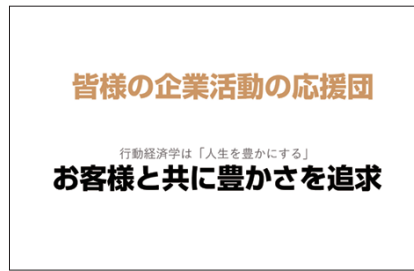 皆様の企業活動の応援団
行動経済学は「人生を豊かにする」
お客様と共に豊かさを追求